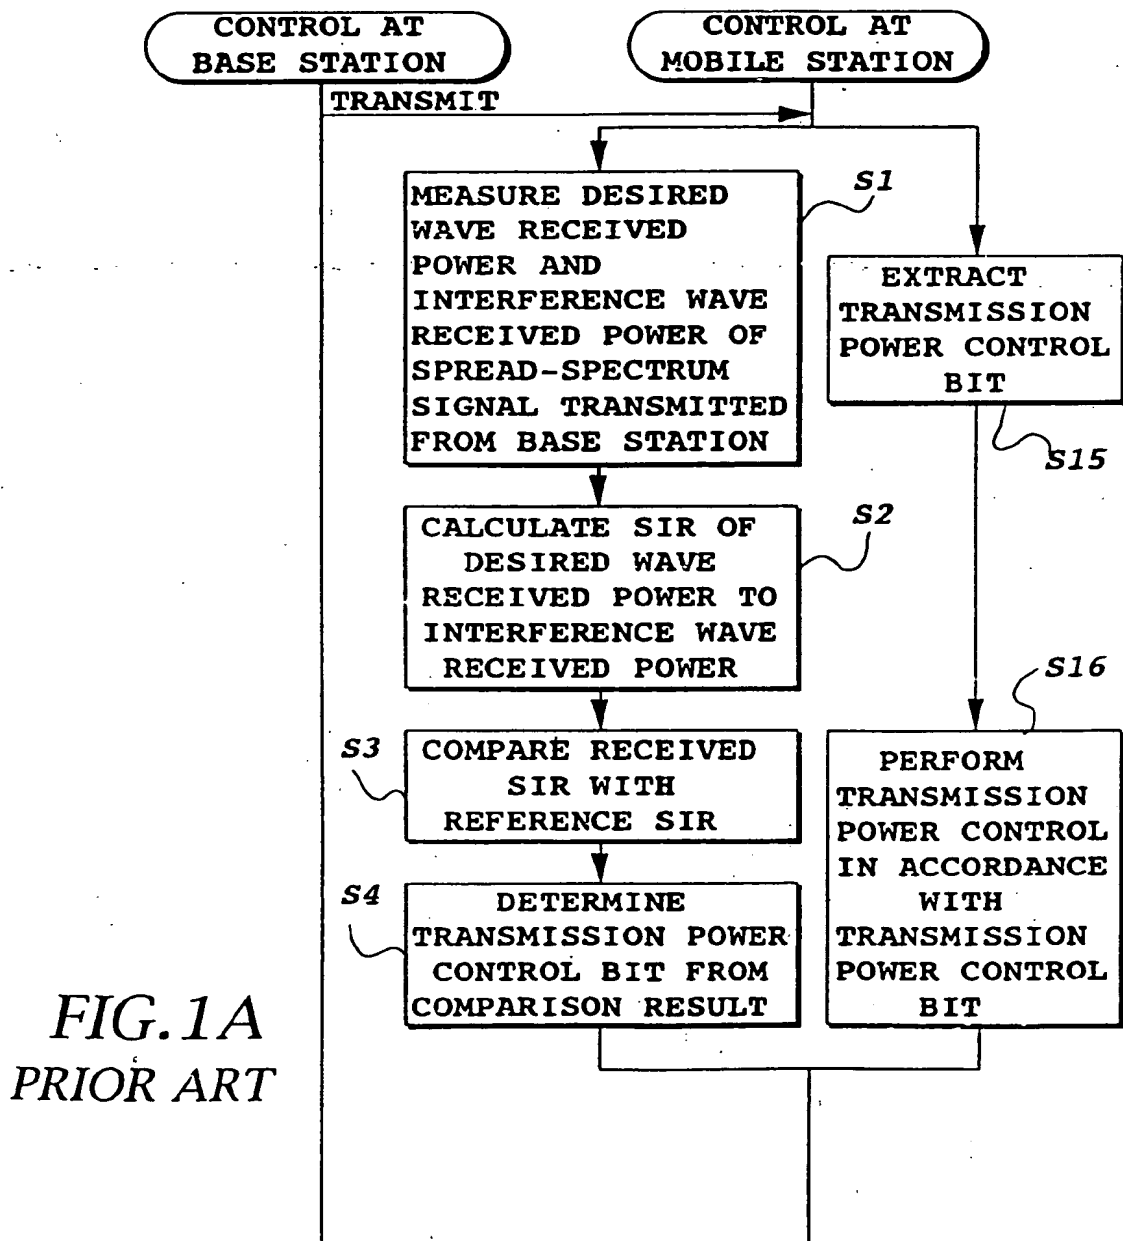 CONTROL AT
BASE STATION
CONTROL AT
MOBILE STATION
TRANSMIT
MEASURE DESIRED
WAVE RECEIVED
POWER AND
INTERFERENCE WAVE
RECEIVED POWER OF
SPREAD-SPECTRUM
SIGNAL TRANSMITTED
FROM BASE STATION
S1
EXTRACT
TRANSMISSION
POWER CONTROL
BIT
S15
CALCULATE SIR OF
DESIRED WAVE
RECEIVED POWER TO
INTERFERENCE WAVE
RECEIVED POWER
S2
S3
COMPARE RECEIVED
SIR WITH
REFERENCE SIR
S16
PERFORM
TRANSMISSION
POWER CONTROL
IN ACCORDANCE
WITH
TRANSMISSION
POWER CONTROL
BIT
S4
DETERMINE
TRANSMISSION POWER
CONTROL BIT FROM
COMPARISON RESULT
FIG.1A
PRIOR ART